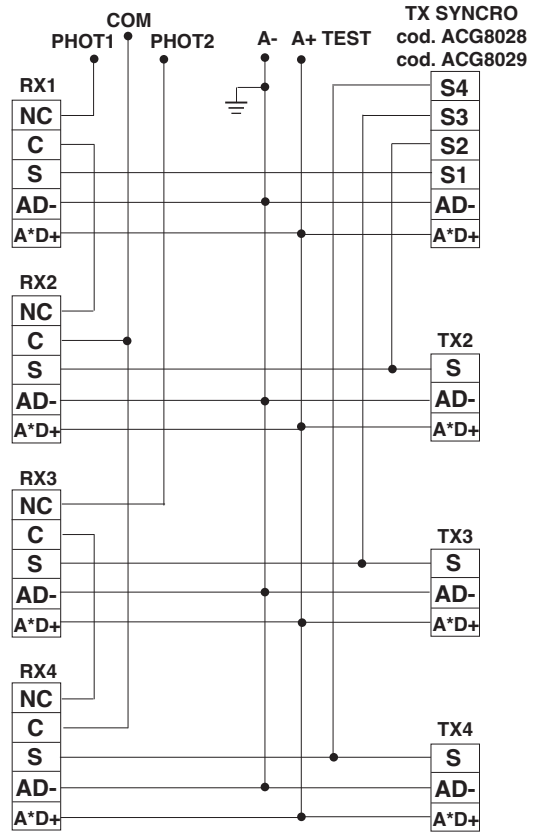 TX SYNCRO
COM
PHOT1 PHOT2 A- A+ TEST cod. ACG8028
cod. ACG8029
RX1
NC
C
S
AD-
A*D+
S4
S3
S2
S1
AD-
A*D+
RX2
NC
C
S
AD-
A*D+
TX2
S
AD-
A*D+
RX3
NC
C
S
AD-
A*D+
TX3
S
AD-
A*D+
RX4
NC
C
S
AD-
A*D+
TX4
S
AD-
A*D+